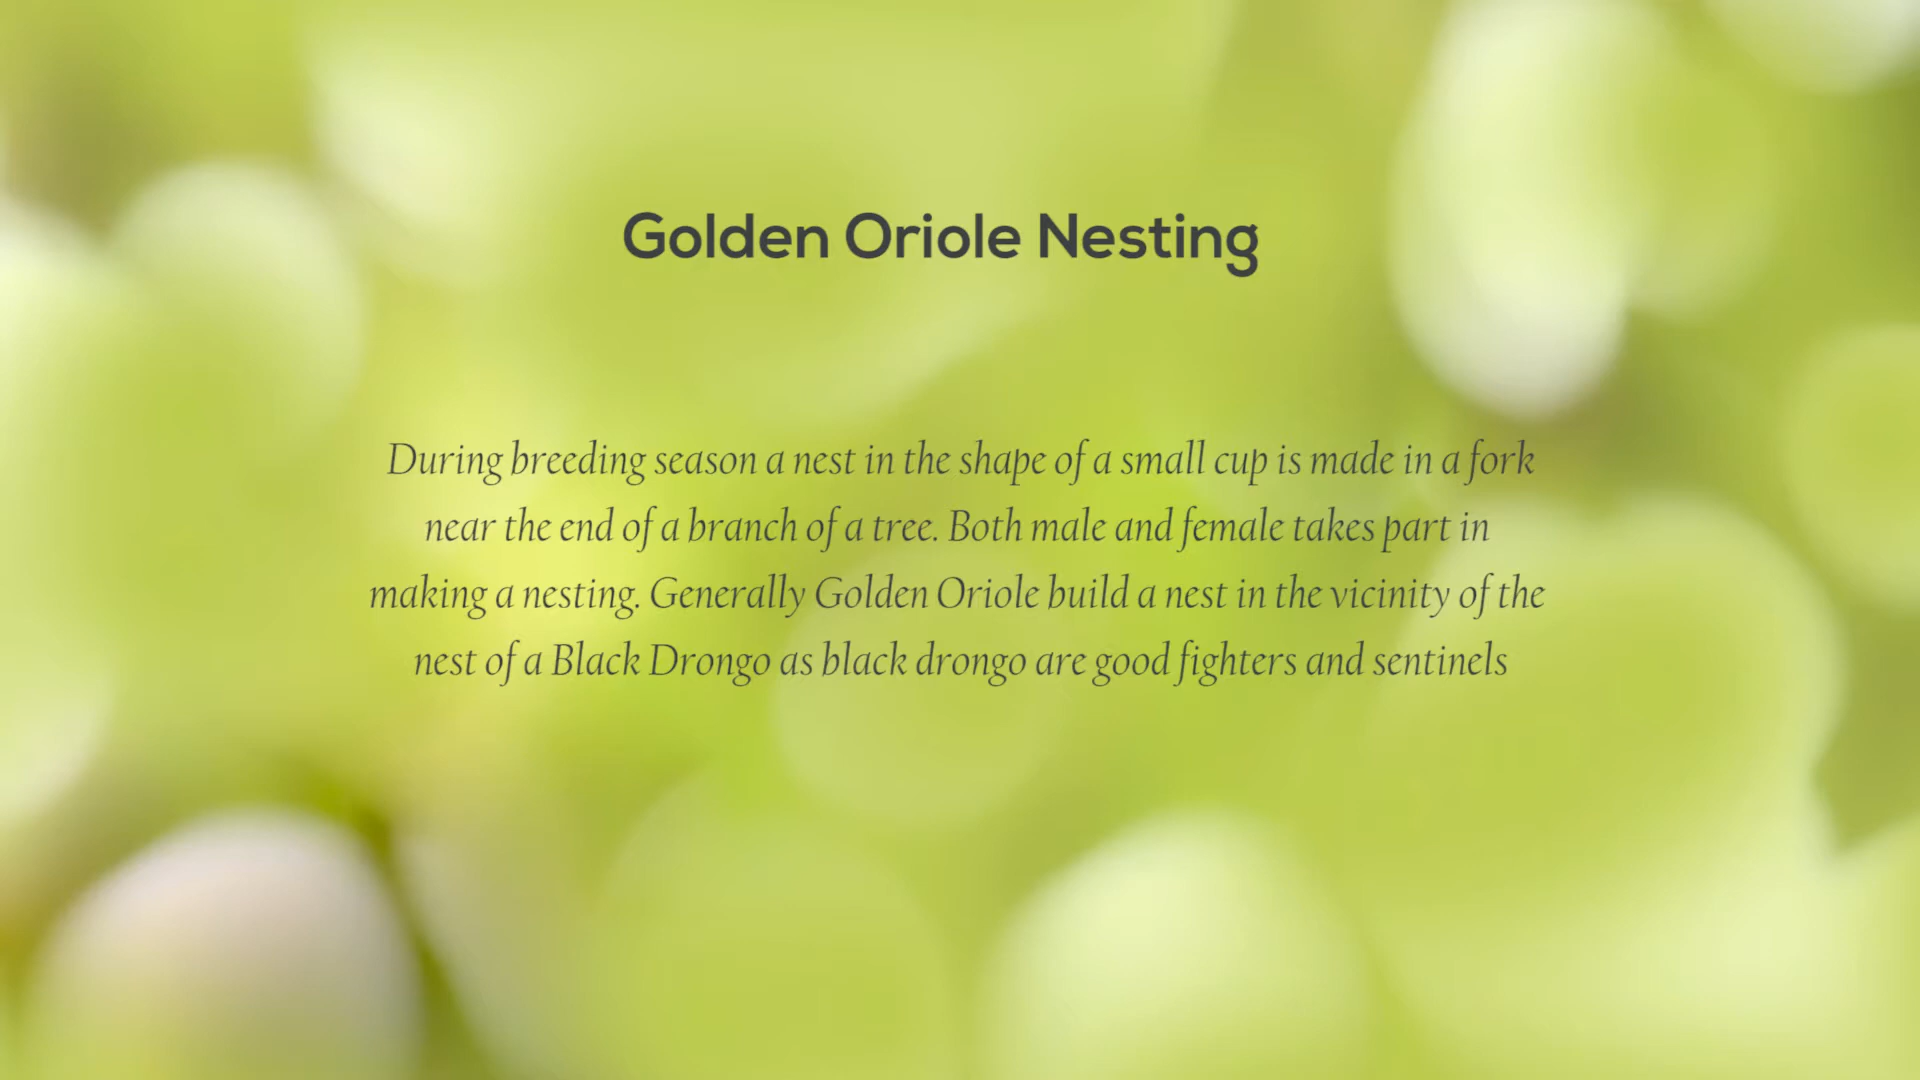 Golden Oriole Nesting
During breeding season a nest in the shape of a small cup is made in a fork
near the end of a branch of a tree. Both male and female takes part in
making a nesting. Generally Golden Oriole build a nest in the vicinity of the
nest of a Black Drongo as black drongo are good fighters and sentinels